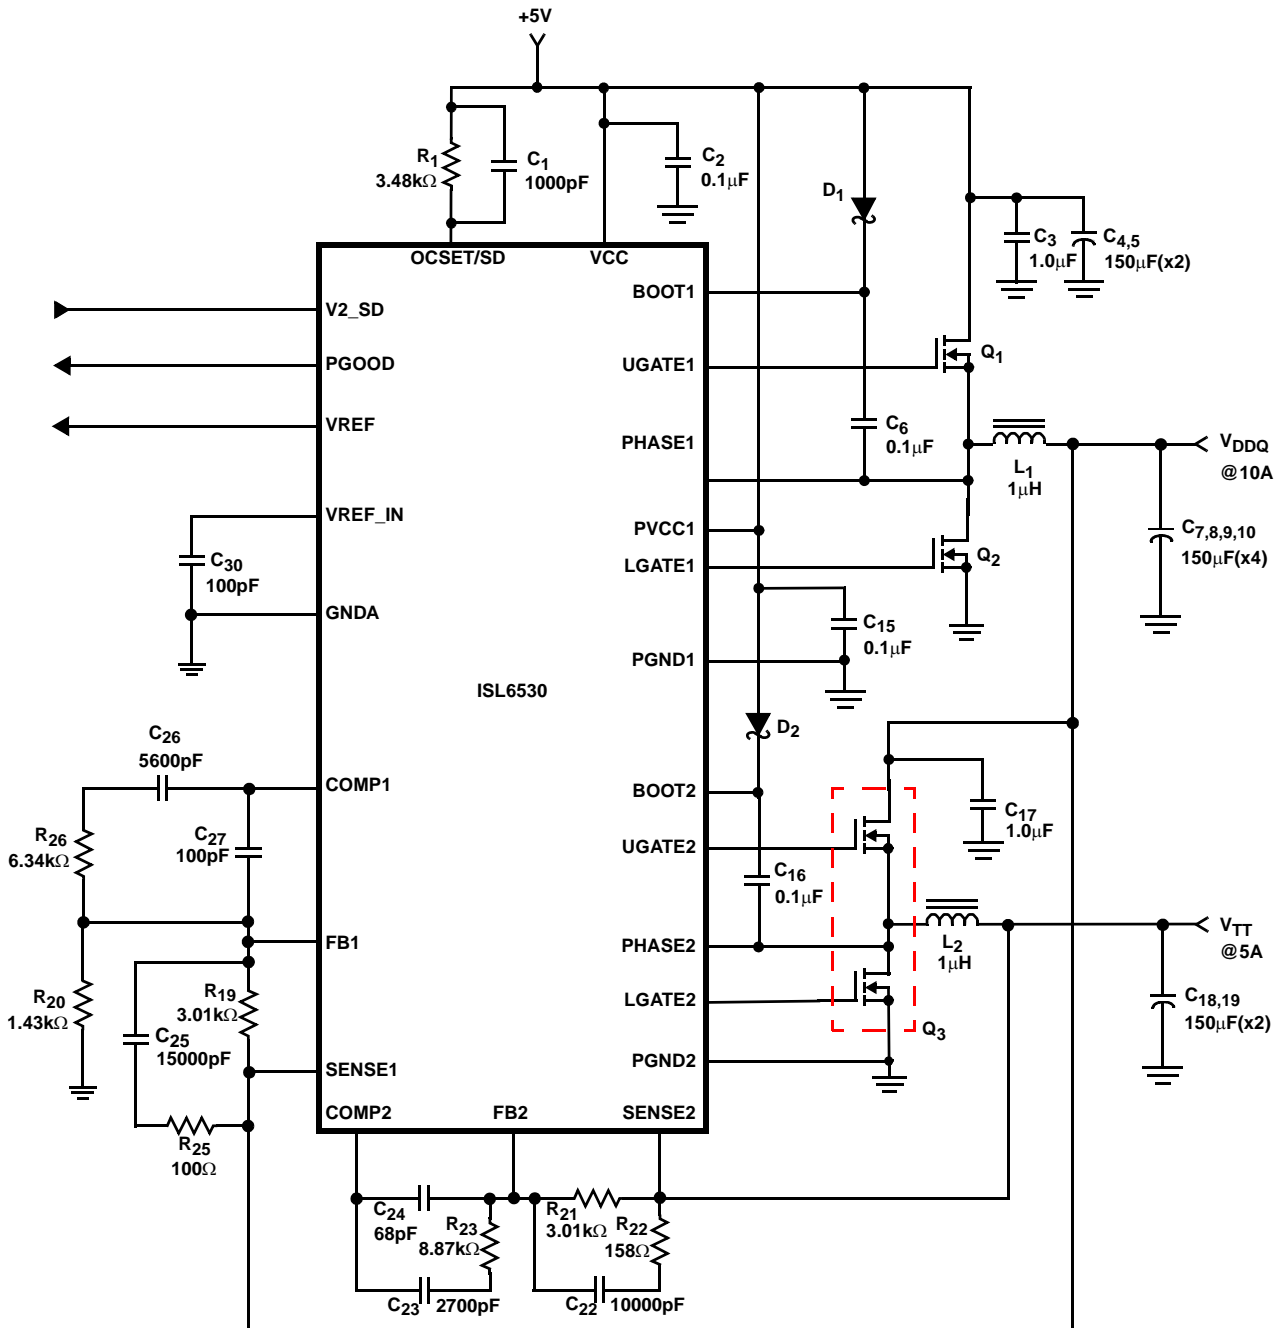 +5V
R1
3.48kΩ
C1
1000pF
C2
0.1μF
D1
C3
1.0μF
C4,5
150μF(x2)
OCSET/SD
VCC
V2_SD
PGOOD
VREF
VREF_IN
GNDA
BOOT1
UGATE1
PHASE1
PVCC1
LGATE1
PGND1
Q1
C6
0.1μF
L1
1μH
VDDQ
@10A
Q2
C7,8,9,10
150μF(x4)
C30
100pF
C15
0.1μF
ISL6530
D2
C26
5600pF
COMP1
BOOT2
C17
1.0μF
R26
6.34kΩ
C27
100pF
UGATE2
C16
0.1μF
FB1
PHASE2
L2
1μH
VTT
@5A
R20
1.43kΩ
R19
3.01kΩ
C25
15000pF
LGATE2
Q3
C18,19
150μF(x2)
SENSE1
PGND2
COMP2
FB2
SENSE2
R25
100Ω
C24
68pF
R23
8.87kΩ
R21
3.01kΩ
R22
158Ω
C23
2700pF
C22
10000pF